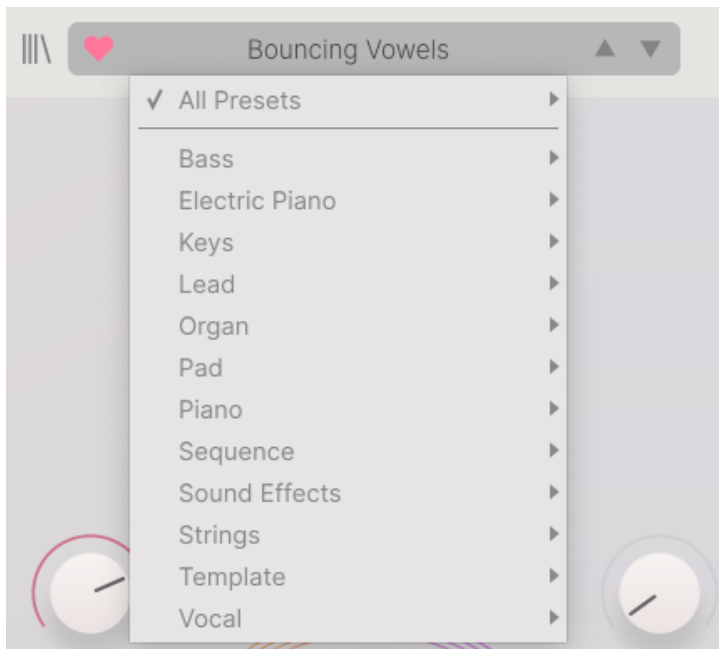 Bouncing Vowels
All Presets
Bass
Electric Piano
Keys
Lead
Organ
Pad
Piano
Sequence
Sound Effects
Strings
Template
Vocal